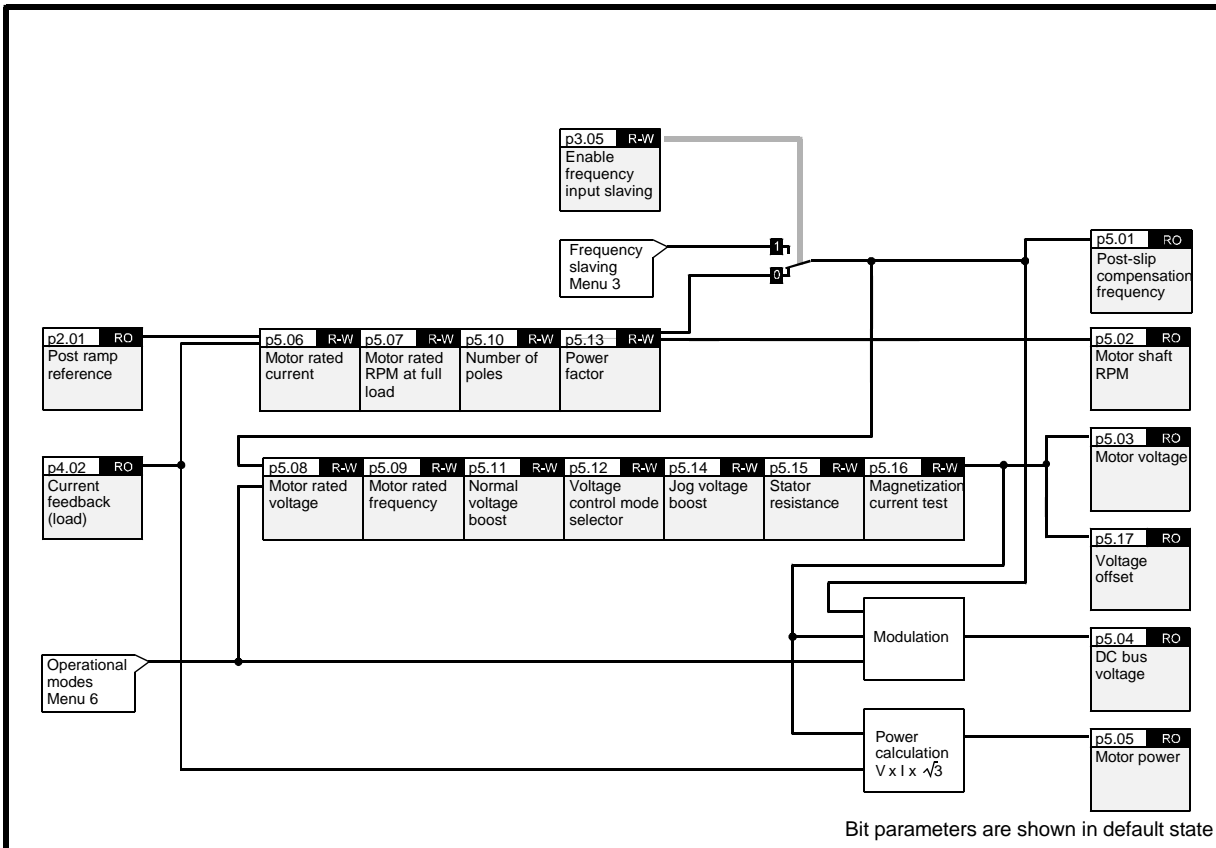 p3.05 R-W
Enable
frequency
input slaving
Frequency
slaving
Menu 3
1
0
p5.01 RO
Post-slip
compensation
frequency
p2.01 RO
Post ramp
reference
p5.06 R-W
Motor rated
current
p5.07 R-W
Motor rated
RPM at full
load
p5.10 R-W
Number of
poles
p5.13 R-W
Power
factor
p5.02 RO
Motor shaft
RPM
p4.02 RO
Current
feedback
(load)
p5.08 R-W
Motor rated
voltage
p5.09 R-W
Motor rated
frequency
p5.11 R-W
Normal
voltage
boost
p5.12 R-W
Voltage
control mode
selector
p5.14 R-W
Jog voltage
boost
p5.15 R-W
Stator
resistance
p5.16 R-W
Magnetization
current test
p5.03 RO
Motor voltage
p5.17 RO
Voltage
offset
Operational
modes
Menu 6
Modulation
p5.04 RO
DC bus
voltage
Power
calculation
V x I x √3
p5.05 RO
Motor power
Bit parameters are shown in default state